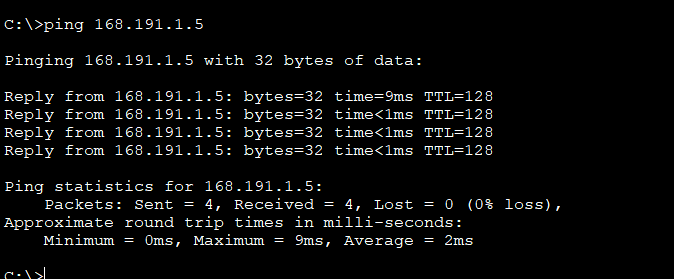 C:\>ping 168.191.1.5
Pinging 168.191.1.5 with 32 bytes of data:
Reply from 168.191.1.5: bytes=32 time=9ms TTL=128
Reply from 168.191.1.5: bytes=32 time<1ms TTL=128
Reply from 168.191.1.5: bytes=32 time<1ms TTL=128
Reply from 168.191.1.5: bytes=32 time<1ms TTL=128
Ping statistics for 168.191.1.5:
    Packets: Sent = 4, Received = 4, Lost = 0 (0% loss),
Approximate round trip times in milli-seconds:
    Minimum = 0ms, Maximum = 9ms, Average = 2ms
C:\>